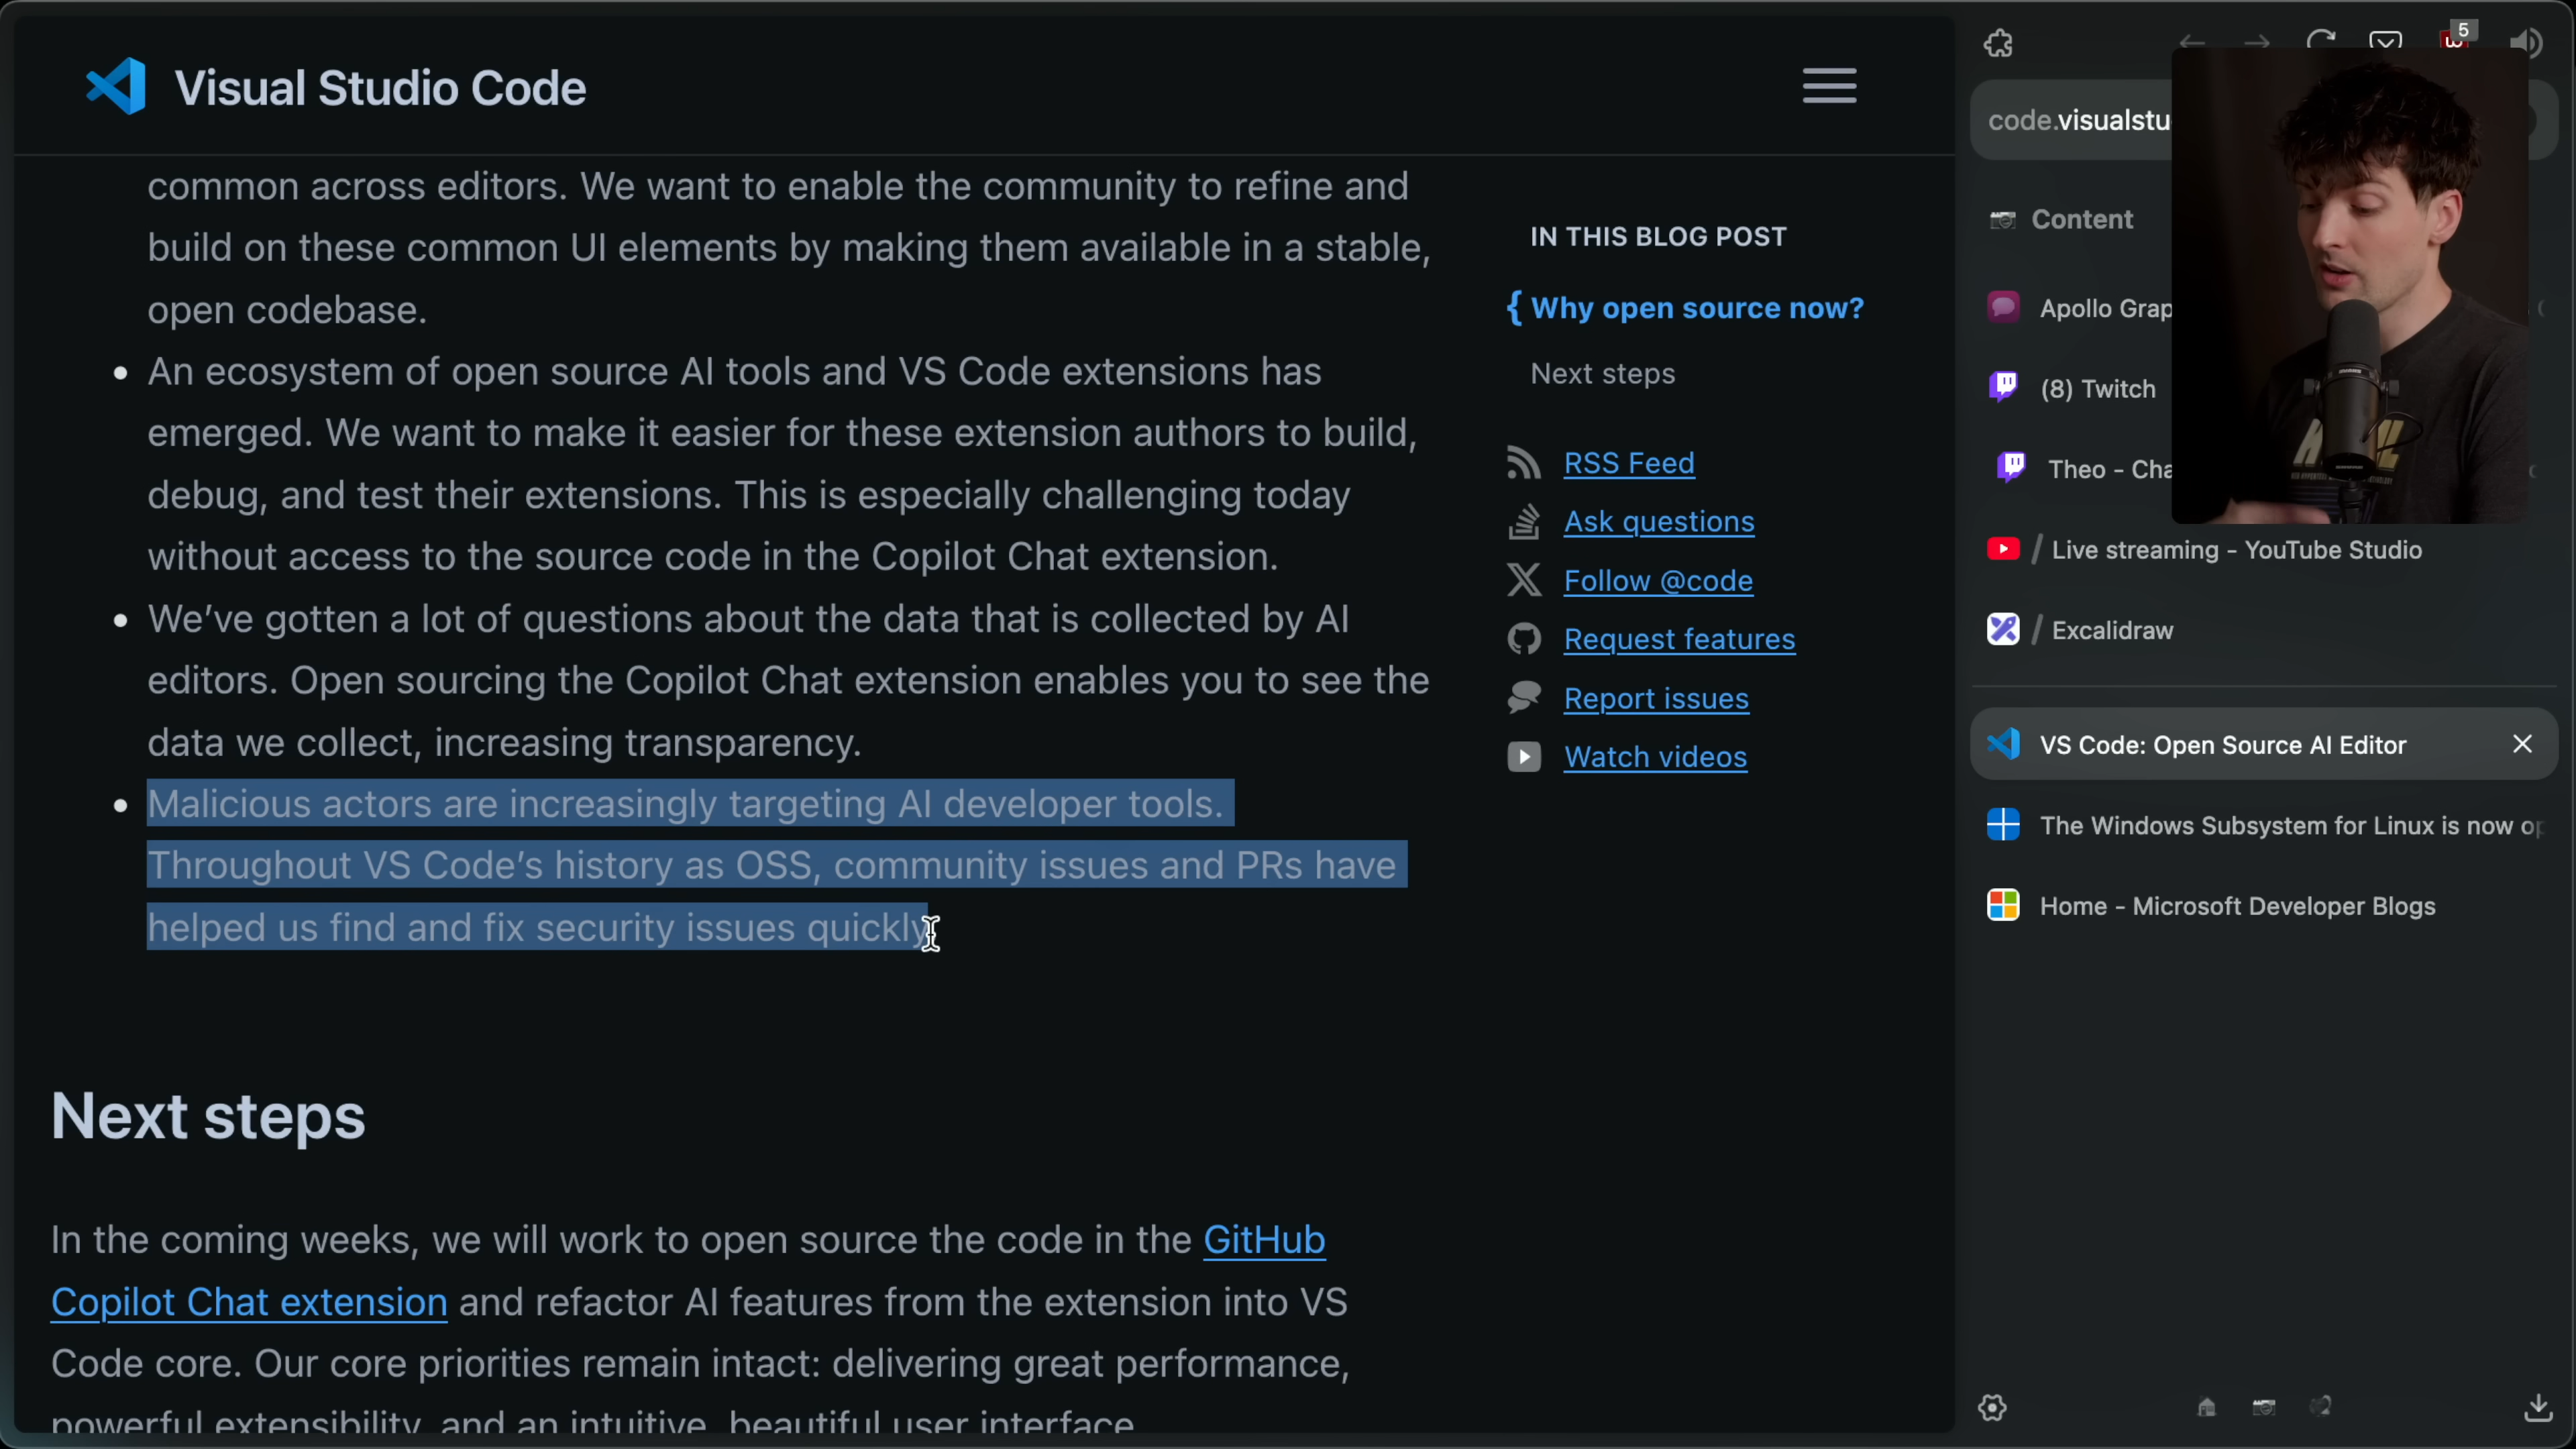 Visual Studio Code
common across editors. We want to enable the community to refine and
build on these common UI elements by making them available in a stable,
open codebase.
An ecosystem of open source AI tools and VS Code extensions has
emerged. We want to make it easier for these extension authors to build,
debug, and test their extensions. This is especially challenging today
without access to the source code in the Copilot Chat extension.
We’ve gotten a lot of questions about the data that is collected by AI
editors. Open sourcing the Copilot Chat extension enables you to see the
data we collect, increasing transparency.
Malicious actors are increasingly targeting AI developer tools.
Throughout VS Code’s history as OSS, community issues and PRs have
helped us find and fix security issues quickly.
Next steps
In the coming weeks, we will work to open source the code in the GitHub
Copilot Chat extension and refactor AI features from the extension into VS
Code core. Our core priorities remain intact: delivering great performance,
powerful extensibility, and an intuitive, beautiful user interface.
IN THIS BLOG POST
{ Why open source now?
Next steps
RSS Feed
Ask questions
Follow @code
Request features
Report issues
Watch videos
5
code.visualstu
Content
Apollo Grap
(8) Twitch
Theo - Cha
/ Live streaming - YouTube Studio
/ Excalidraw
VS Code: Open Source AI Editor
The Windows Subsystem for Linux is now op
Home - Microsoft Developer Blogs